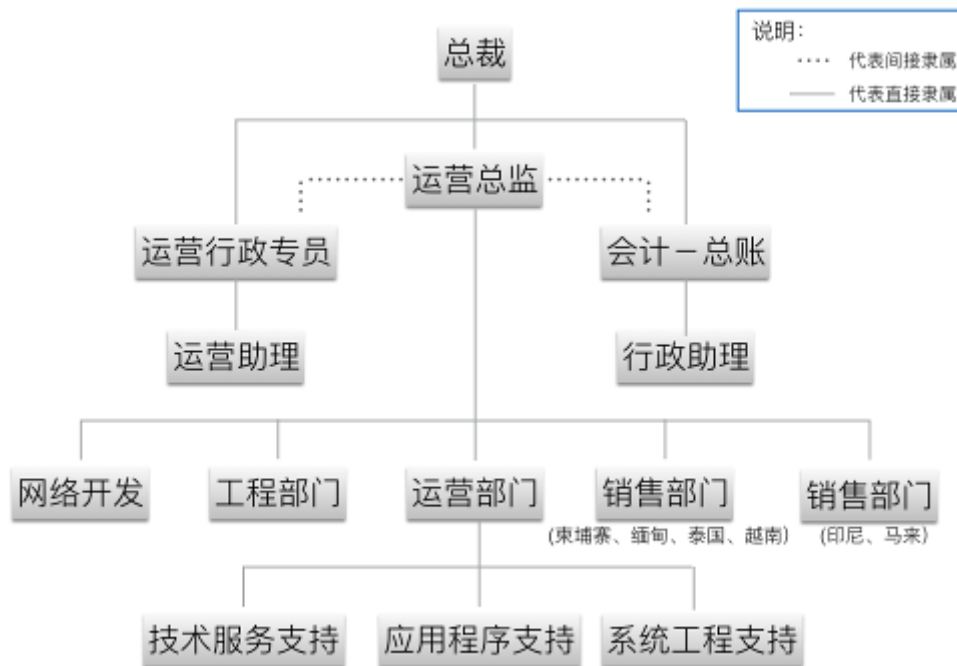 总裁
说明：
代表间接隶属
代表直接隶属
运营总监
运营行政专员
会计－总账
运营助理
行政助理
网络开发
工程部门
运营部门
销售部门
(柬埔寨、缅甸、泰国、越南)
销售部门
(印尼、马来)
技术服务支持
应用程序支持
系统工程支持